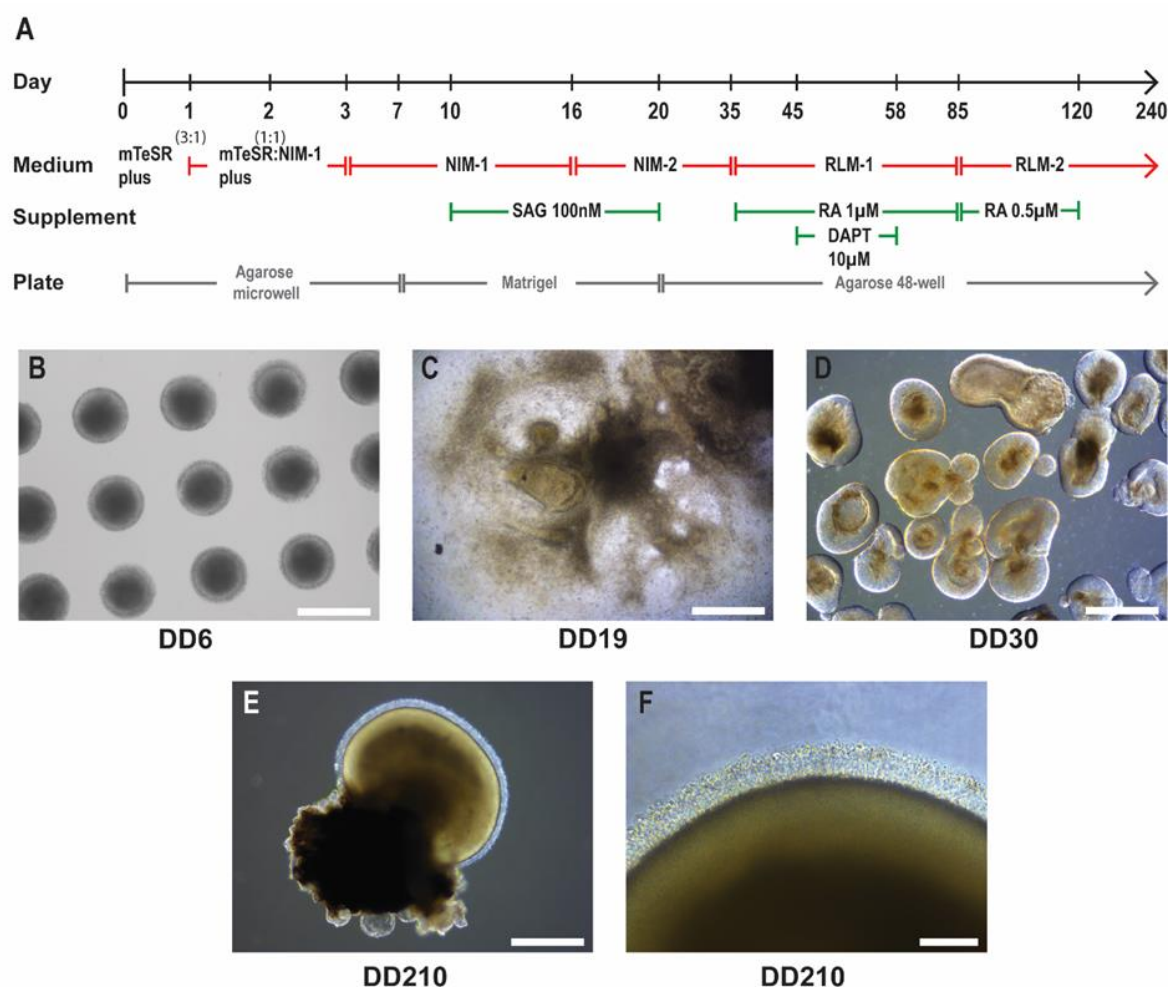 A
Day
0 1 2 3 7 10 16 20 35 45 58 85 120 240
(3:1) (1:1)
Medium mTeSR plus mTeSR:NIM-1 plus NIM-1 NIM-2 RLM-1 RLM-2
Supplement SAG 100nM RA 1µM RA 0.5µM
DAPT
10µM
Plate Agarose microwell Matrigel Agarose 48-well
B C D
DD6 DD19 DD30
E F
DD210 DD210